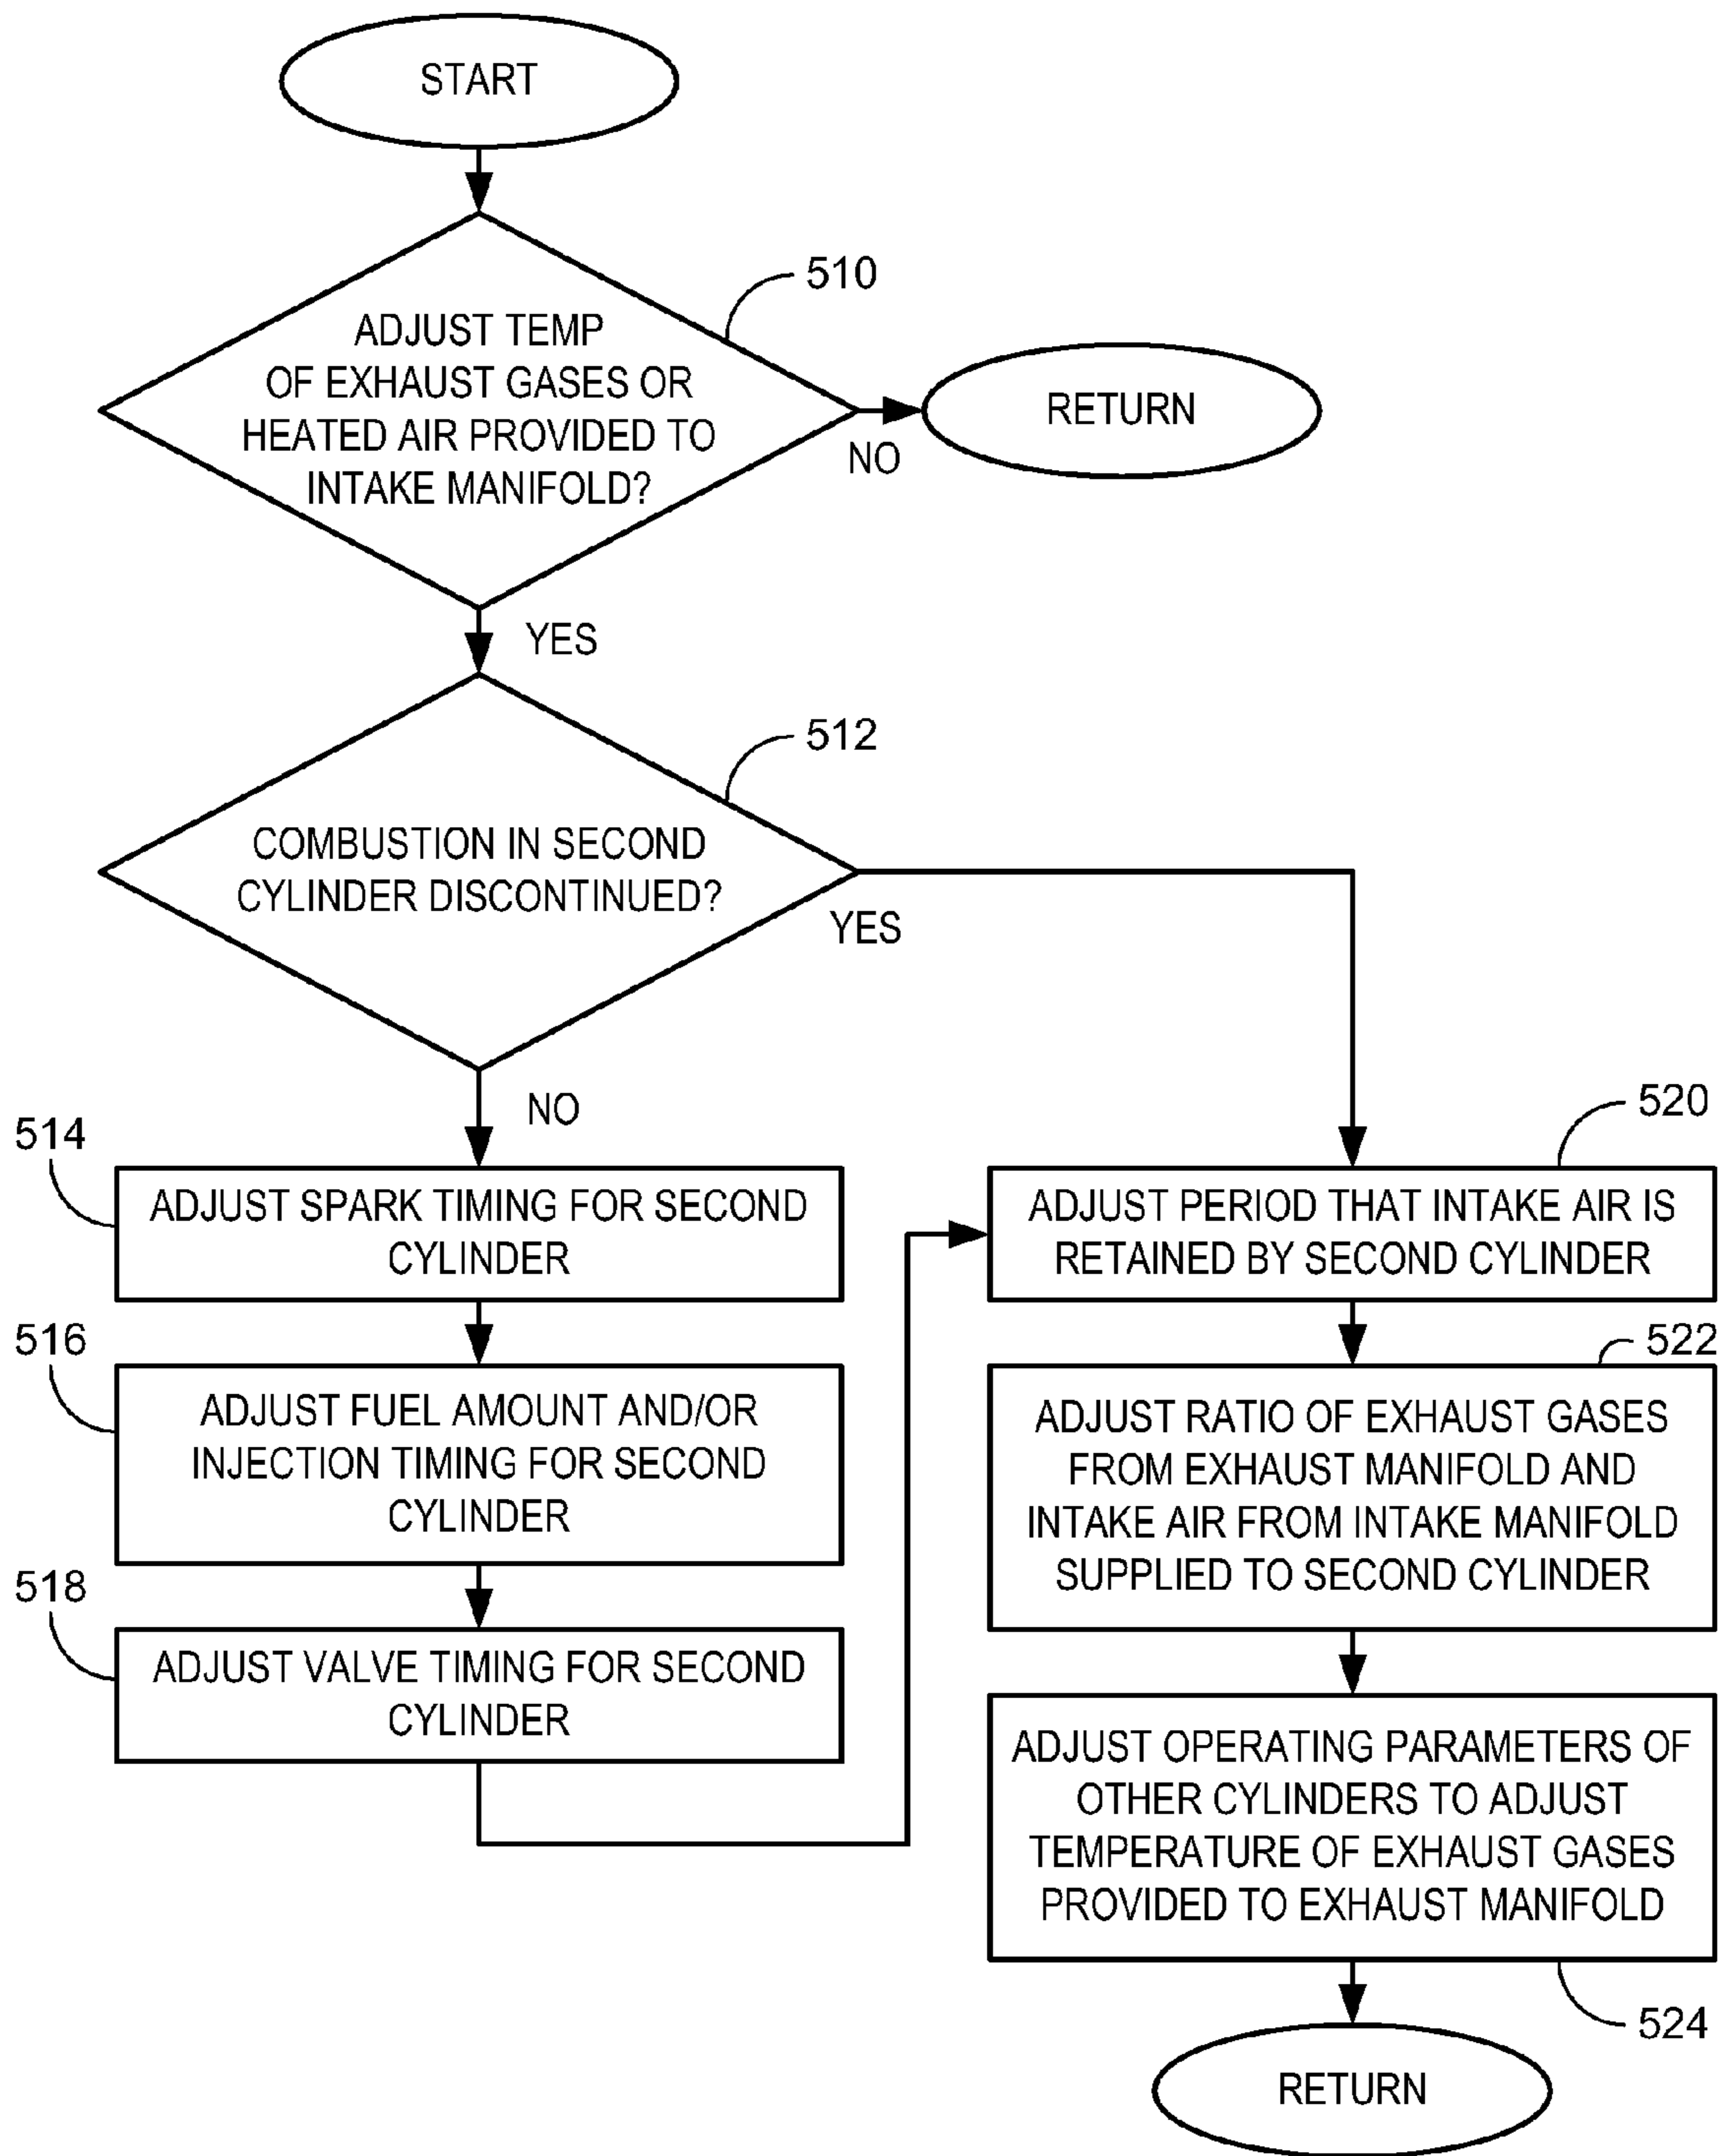 START
510
ADJUST TEMP
OF EXHAUST GASES OR
HEATED AIR PROVIDED TO
INTAKE MANIFOLD?
RETURN
NO
YES
512
COMBUSTION IN SECOND
CYLINDER DISCONTINUED?
YES
NO
514
ADJUST SPARK TIMING FOR SECOND
CYLINDER
516
ADJUST FUEL AMOUNT AND/OR
INJECTION TIMING FOR SECOND
CYLINDER
518
ADJUST VALVE TIMING FOR SECOND
CYLINDER
520
ADJUST PERIOD THAT INTAKE AIR IS
RETAINED BY SECOND CYLINDER
522
ADJUST RATIO OF EXHAUST GASES
FROM EXHAUST MANIFOLD AND
INTAKE AIR FROM INTAKE MANIFOLD
SUPPLIED TO SECOND CYLINDER
ADJUST OPERATING PARAMETERS OF
OTHER CYLINDERS TO ADJUST
TEMPERATURE OF EXHAUST GASES
PROVIDED TO EXHAUST MANIFOLD
524
RETURN